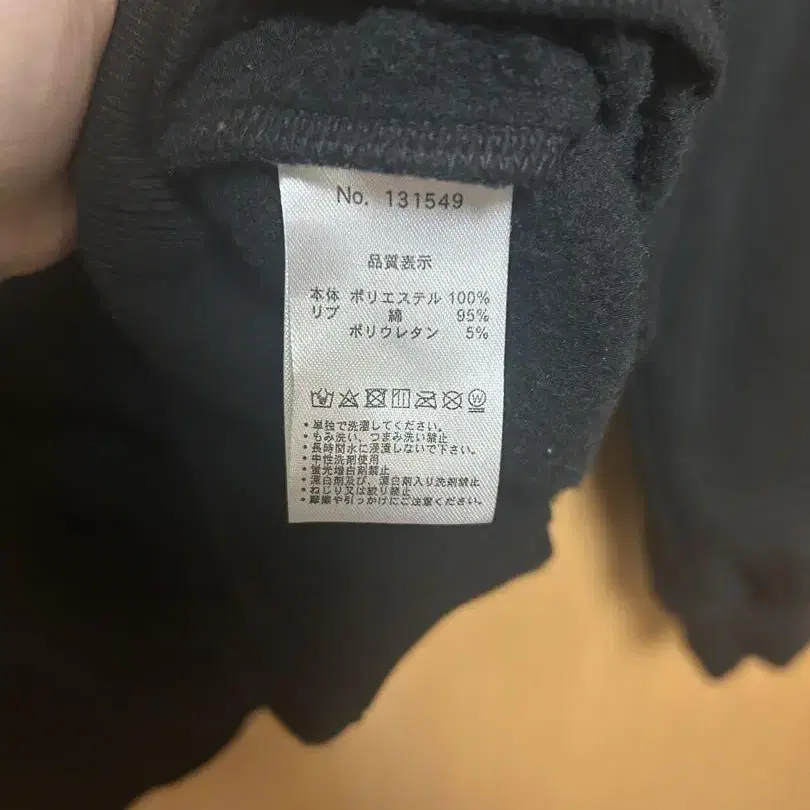 No. 131549
品質表示
本体 ポリエステル 100%
リブ 綿 95%
ポリウレタン 5%
W
・単独で洗濯してください。
・もみ洗い、つまみ洗い禁止
・長時間水に浸漬しないで下さい。
・中性洗剤使用
・蛍光増白剤禁止
・漂白剤及び、漂白剤入り洗剤禁止
・ねじり又は絞り禁止
・摩擦や引っかけにご注意ください。